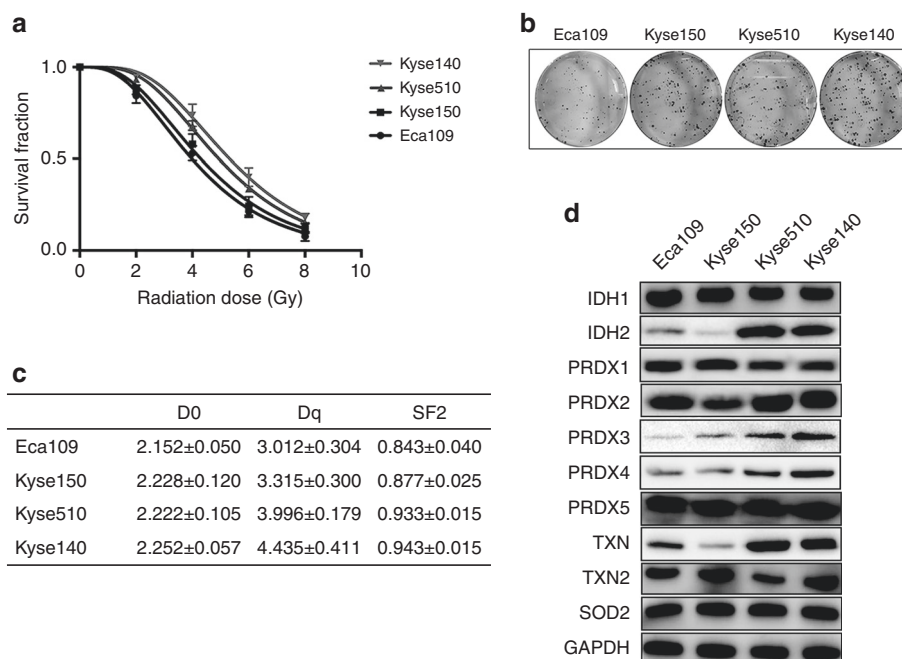 a
1.0
0.5
0.0
0 2 4 6 8 10
Survival fraction
Radiation dose (Gy)
Kyse140
Kyse510
Kyse150
Eca109
b
Eca109 Kyse150 Kyse510 Kyse140
c
D0 Dq SF2
Eca109 2.152±0.050 3.012±0.304 0.843±0.040
Kyse150 2.228±0.120 3.315±0.300 0.877±0.025
Kyse510 2.222±0.105 3.996±0.179 0.933±0.015
Kyse140 2.252±0.057 4.435±0.411 0.943±0.015
d
Eca109 Kyse150 Kyse510 Kyse140
IDH1
IDH2
PRDX1
PRDX2
PRDX3
PRDX4
PRDX5
TXN
TXN2
SOD2
GAPDH